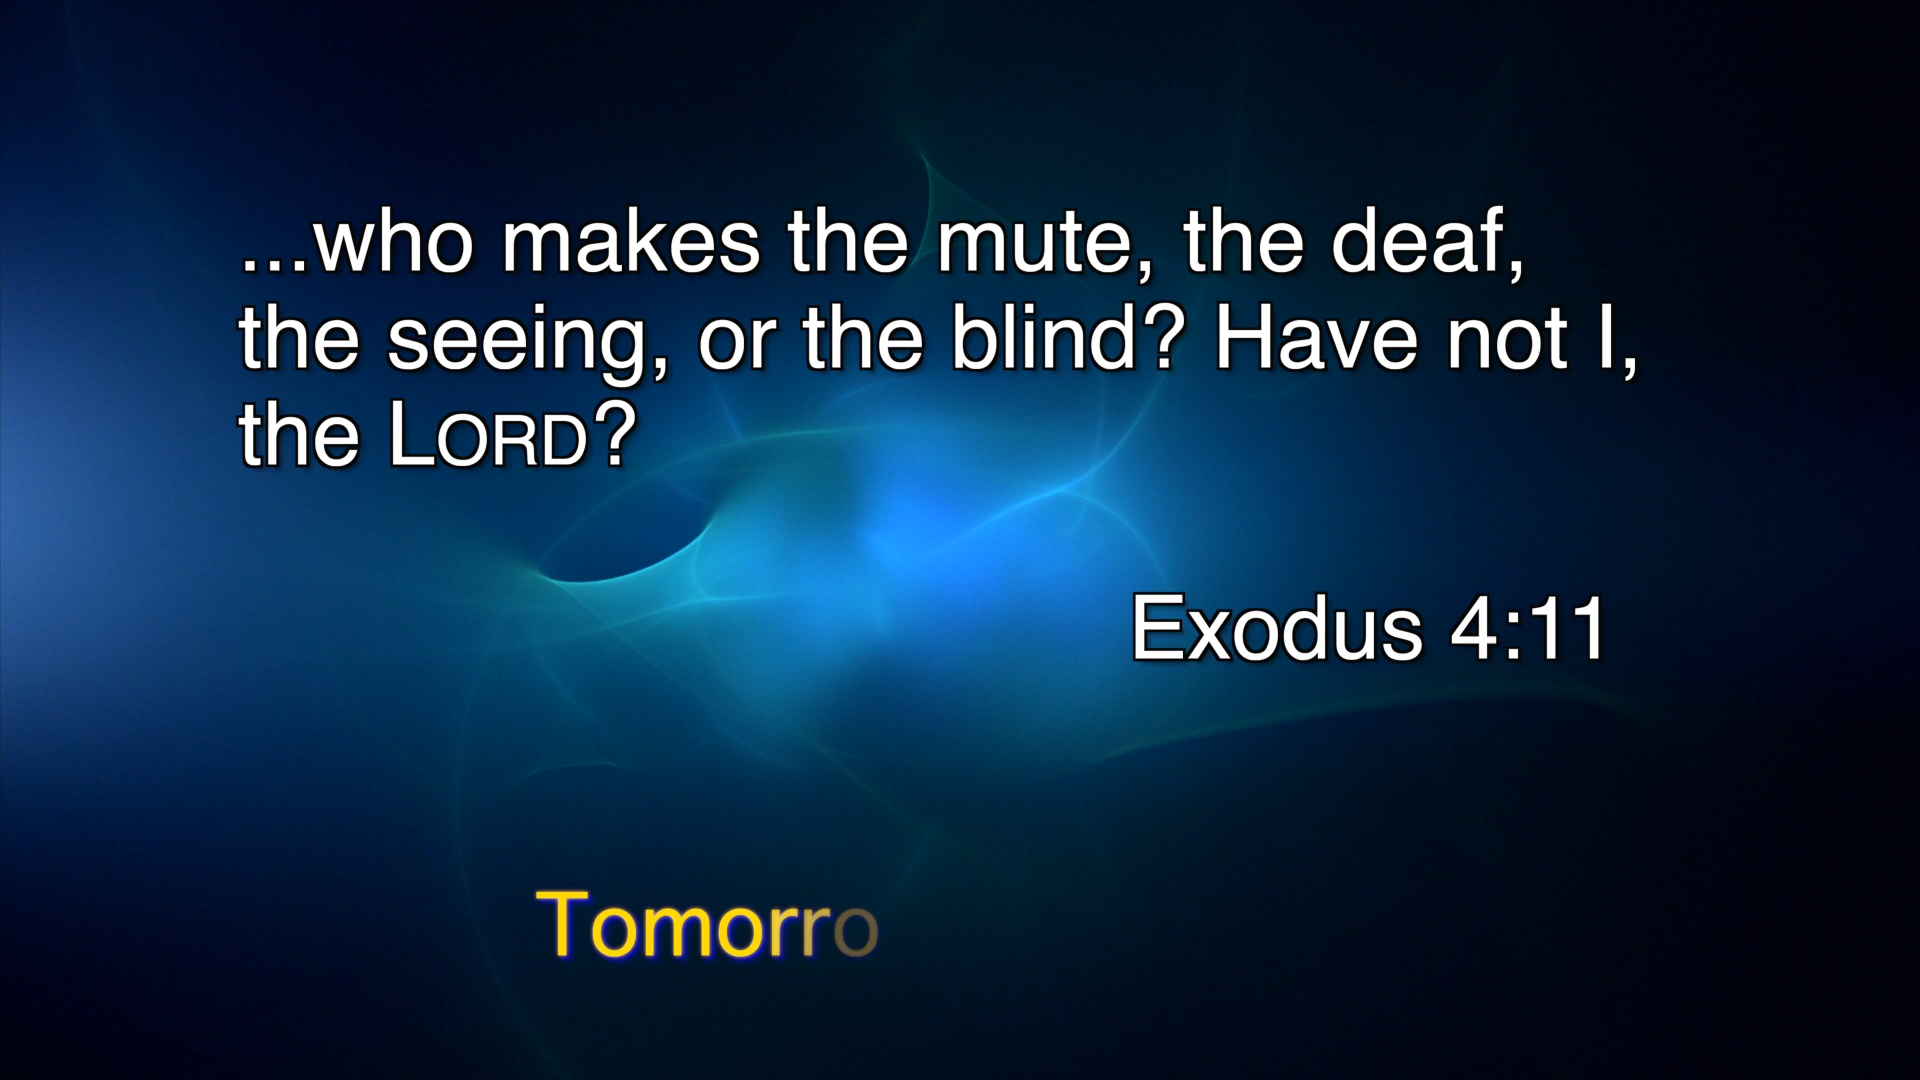 ...who makes the mute, the deaf,
the seeing, or the blind? Have not I,
the LORD?
Exodus 4:11
Tomorro